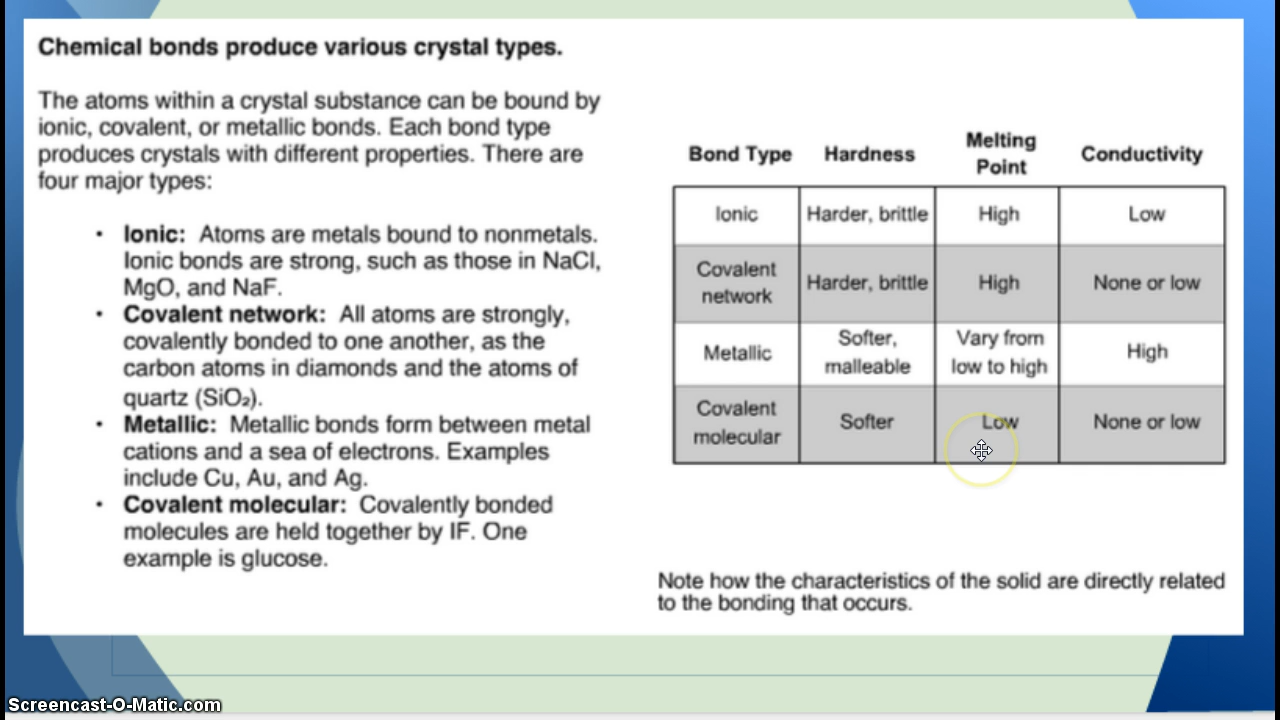 Chemical bonds produce various crystal types.
The atoms within a crystal substance can be bound by
ionic, covalent, or metallic bonds. Each bond type
produces crystals with different properties. There are
four major types:
• Ionic: Atoms are metals bound to nonmetals.
Ionic bonds are strong, such as those in NaCl,
MgO, and NaF.
• Covalent network: All atoms are strongly,
covalently bonded to one another, as the
carbon atoms in diamonds and the atoms of
quartz (SiO₂).
• Metallic: Metallic bonds form between metal
cations and a sea of electrons. Examples
include Cu, Au, and Ag.
• Covalent molecular: Covalently bonded
molecules are held together by IF. One
example is glucose.
Bond Type Hardness Melting Point Conductivity
Ionic Harder, brittle High Low
Covalent network Harder, brittle High None or low
Metallic Softer, malleable Vary from low to high High
Covalent molecular Softer Low None or low
Note how the characteristics of the solid are directly related
to the bonding that occurs.
Screencast-O-Matic.com